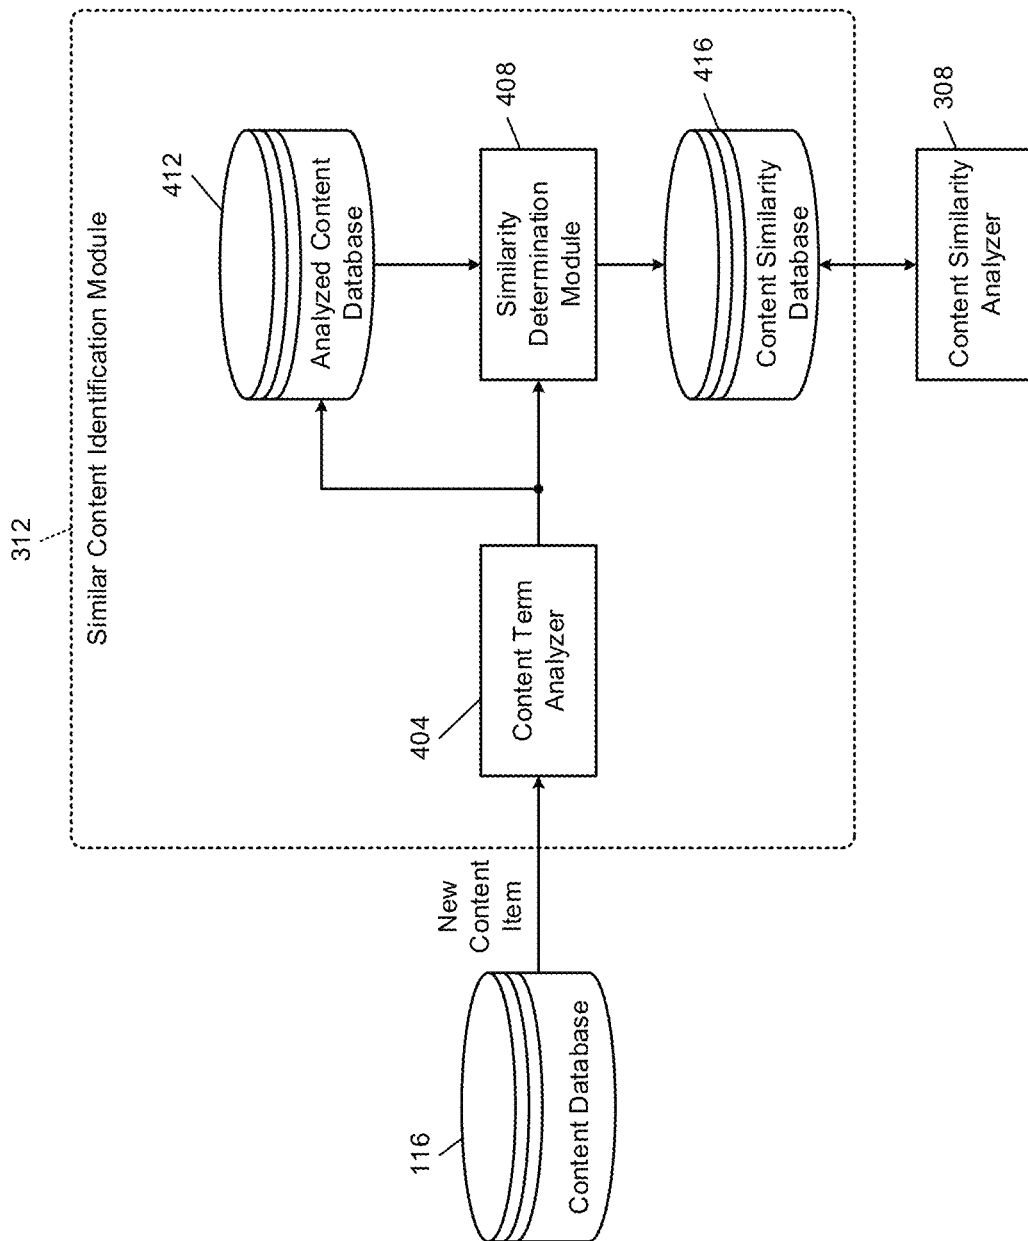 312
Similar Content Identification Module
412
Analyzed Content
Database
408
Similarity
Determination
Module
416
Content Similarity
Database
308
Content Similarity
Analyzer
404
Content Term
Analyzer
New
Content
Item
116
Content Database